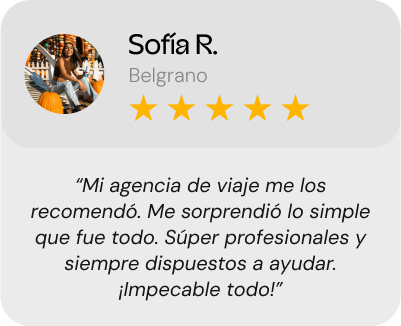 Sofía R.
Belgrano
“Mi agencia de viaje me los
recomendó. Me sorprendió lo simple
que fue todo. Súper profesionales y
siempre dispuestos a ayudar.
¡Impecable todo!”